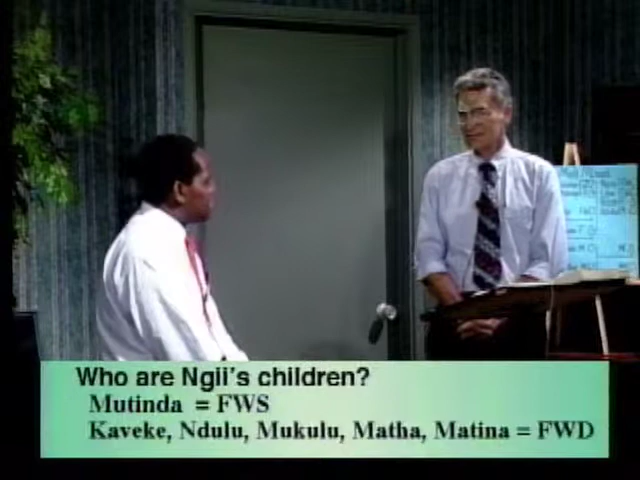 Who are Ngii's children?
Mutinda = FWS
Kaveke, Ndulu, Mukulu, Matha, Matina = FWD